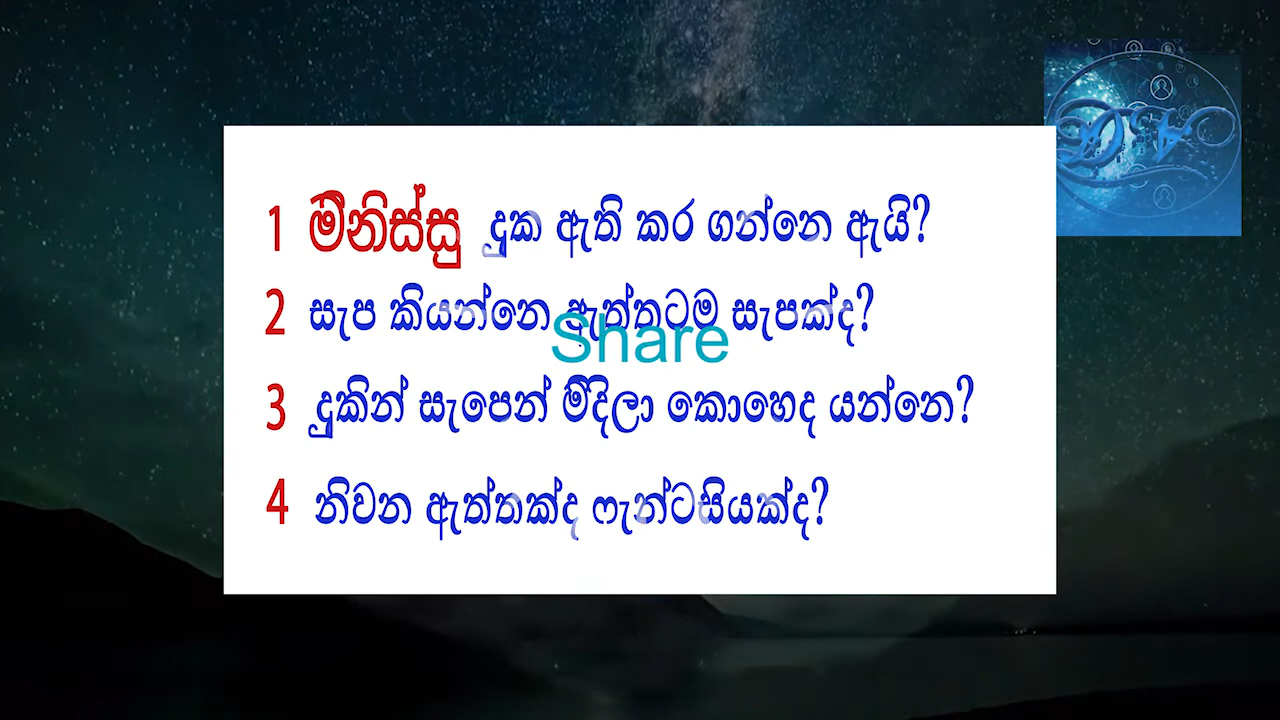 1 මිනිස්සු දුක ඇති කර ගන්නෙ ඇයි?
2 සැප කියන්නෙ ඇත්තටම සැපක්ද?
Share
3 දුකින් සැපෙන් මිදිලා කොහෙද යන්නෙ?
4 නිවන ඇත්තක්ද ෆැන්ටසියක්ද?